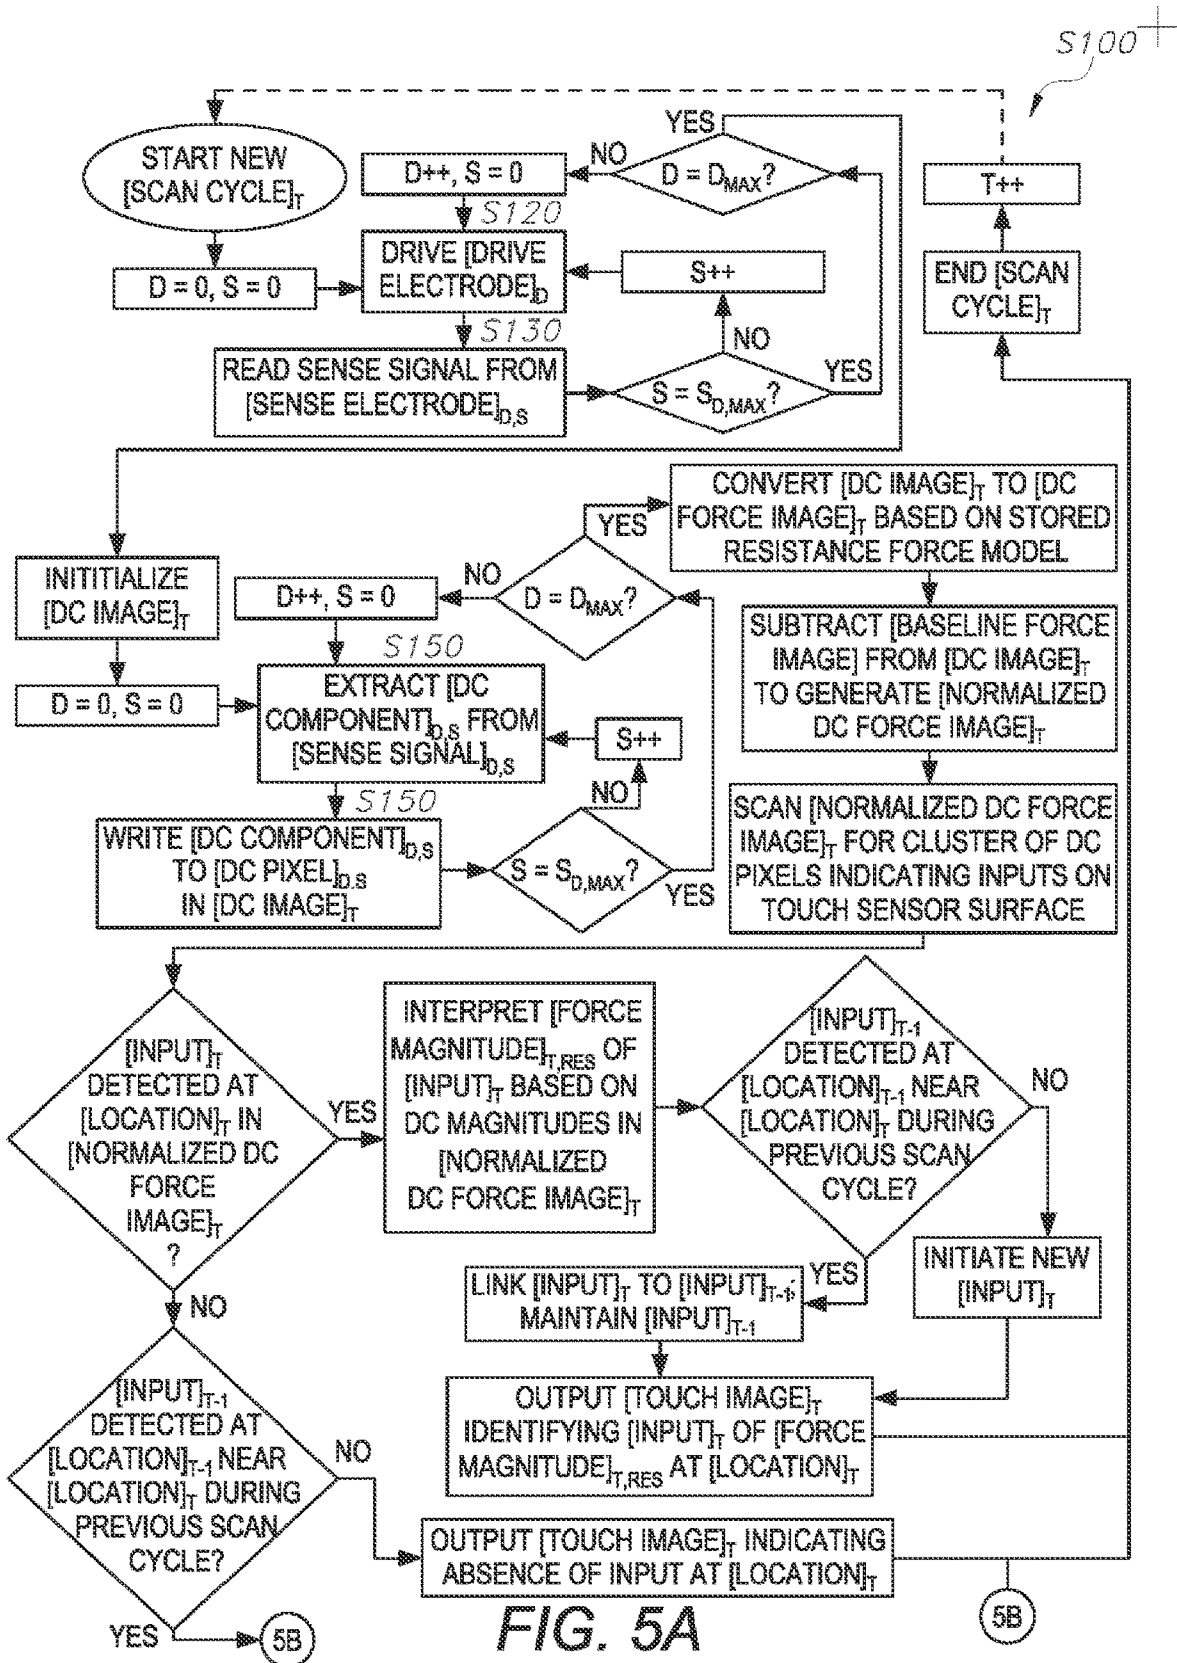 S100
START NEW
[SCAN CYCLE]T
D = 0, S = 0
D++, S = 0
NO
D = DMAX?
YES
S120
DRIVE [DRIVE
ELECTRODE]D
S++
S130
NO
READ SENSE SIGNAL FROM
[SENSE ELECTRODE]D,S
S = SD,MAX?
YES
T++
END [SCAN
CYCLE]T
INITITIALIZE
[DC IMAGE]T
D = 0, S = 0
D++, S = 0
NO
D = DMAX?
YES
S150
EXTRACT [DC
COMPONENT]D,S FROM
[SENSE SIGNAL]D,S
S++
NO
S150
WRITE [DC COMPONENT]D,S
TO [DC PIXEL]D,S
IN [DC IMAGE]T
S = SD,MAX?
YES
CONVERT [DC IMAGE]T TO [DC
FORCE IMAGE]T BASED ON STORED
RESISTANCE FORCE MODEL
SUBTRACT [BASELINE FORCE
IMAGE] FROM [DC IMAGE]T
TO GENERATE [NORMALIZED
DC FORCE IMAGE]T
SCAN [NORMALIZED DC FORCE
IMAGE]T FOR CLUSTER OF DC
PIXELS INDICATING INPUTS ON
TOUCH SENSOR SURFACE
[INPUT]T
DETECTED AT
[LOCATION]T IN
[NORMALIZED DC
FORCE
IMAGE]T
?
YES
INTERPRET [FORCE
MAGNITUDE]T,RES OF
[INPUT]T BASED ON
DC MAGNITUDES IN
[NORMALIZED
DC FORCE IMAGE]T
[INPUT]T-1
DETECTED AT
[LOCATION]T-1 NEAR
[LOCATION]T DURING
PREVIOUS SCAN
CYCLE?
NO
INITIATE NEW
[INPUT]T
YES
LINK [INPUT]T TO [INPUT]T-1;
MAINTAIN [INPUT]T-1
OUTPUT [TOUCH IMAGE]T
IDENTIFYING [INPUT]T OF [FORCE
MAGNITUDE]T,RES AT [LOCATION]T
NO
[INPUT]T-1
DETECTED AT
[LOCATION]T-1 NEAR
[LOCATION]T DURING
PREVIOUS SCAN
CYCLE?
NO
OUTPUT [TOUCH IMAGE]T INDICATING
ABSENCE OF INPUT AT [LOCATION]T
YES
5B
5B
FIG. 5A